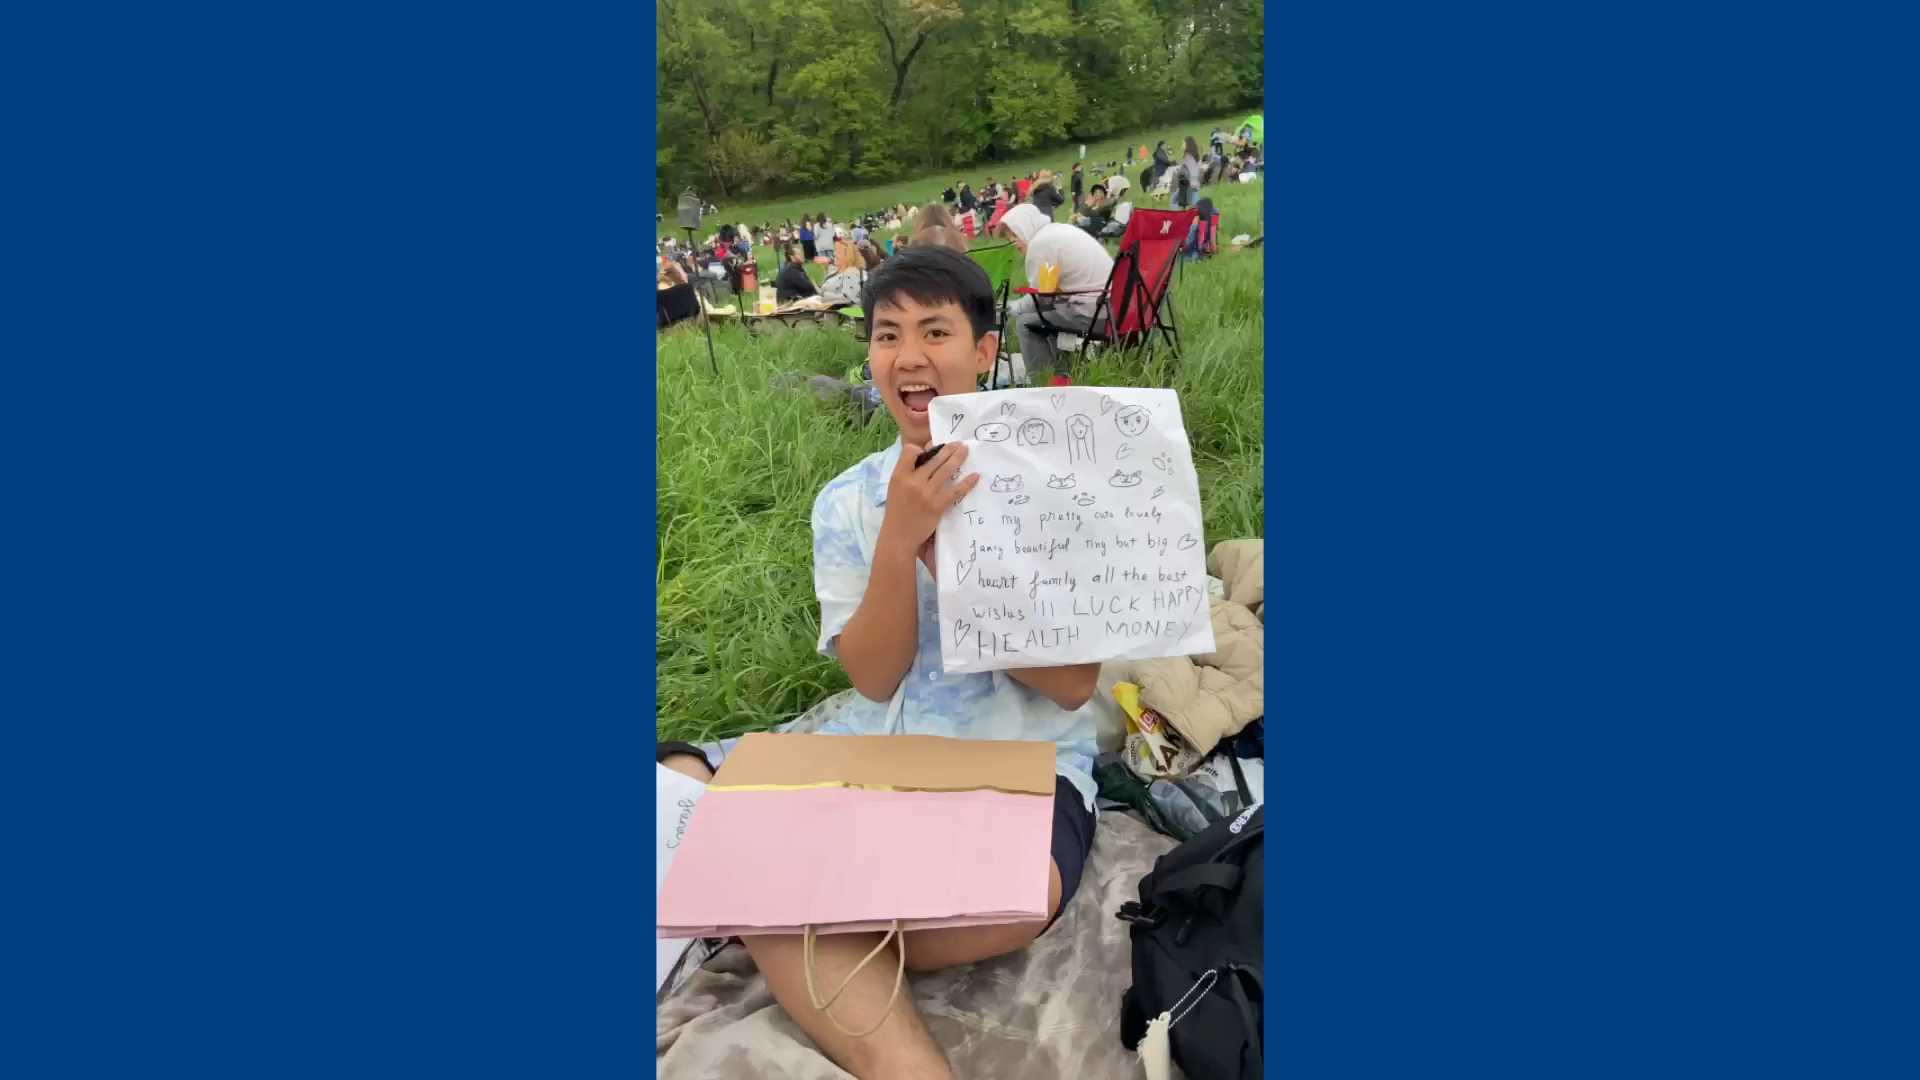 To my pretty cute lovely
fancy beautiful tiny but big
heart family all the best
wishes !!! LUCK HAPPY
HEALTH MONEY